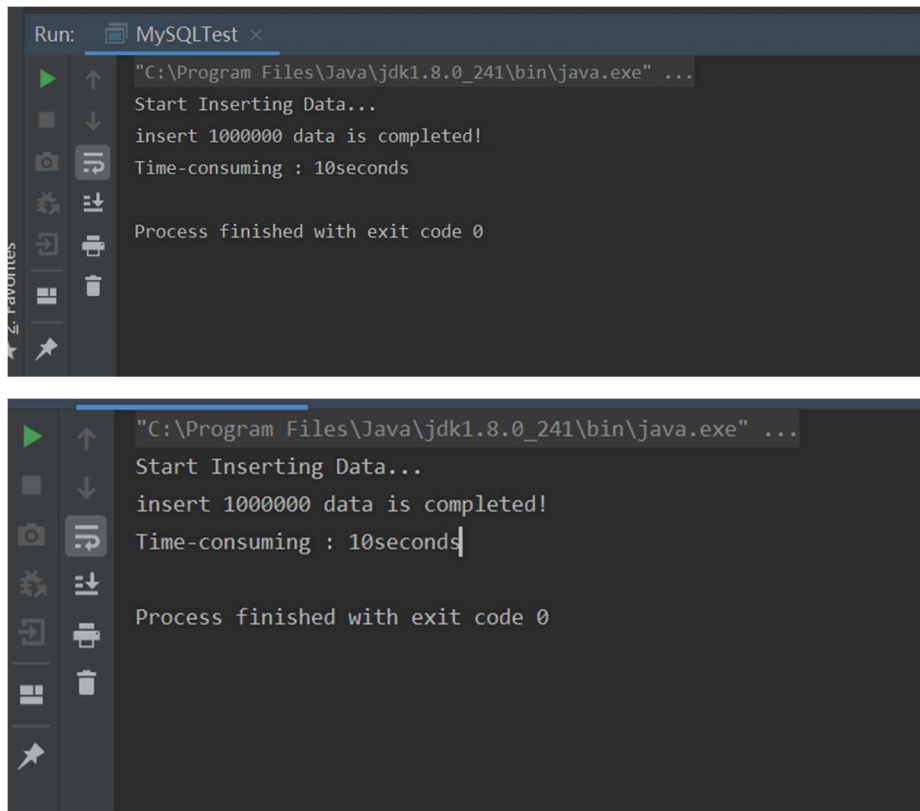 Run: MySQLTest ×
"C:\Program Files\Java\jdk1.8.0_241\bin\java.exe" ...
Start Inserting Data...
insert 1000000 data is completed!
Time-consuming : 10seconds
Process finished with exit code 0
2: Favorites
"C:\Program Files\Java\jdk1.8.0_241\bin\java.exe" ...
Start Inserting Data...
insert 1000000 data is completed!
Time-consuming : 10seconds
Process finished with exit code 0